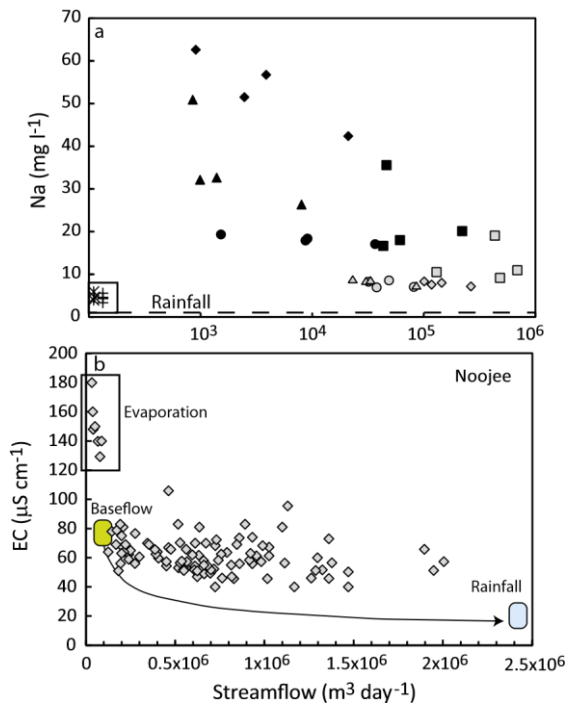 a
70
60
50
40
30
20
10
0
Na (mg l⁻¹)
Rainfall
10³ 10⁴ 10⁵ 10⁶
b
Noojee
200
180
160
140
120
100
80
60
40
20
0
EC (µS cm⁻¹)
Evaporation
Baseflow
Rainfall
0 0.5x10⁶ 1x10⁶ 1.5x10⁶ 2x10⁶ 2.5x10⁶
Streamflow (m³ day⁻¹)